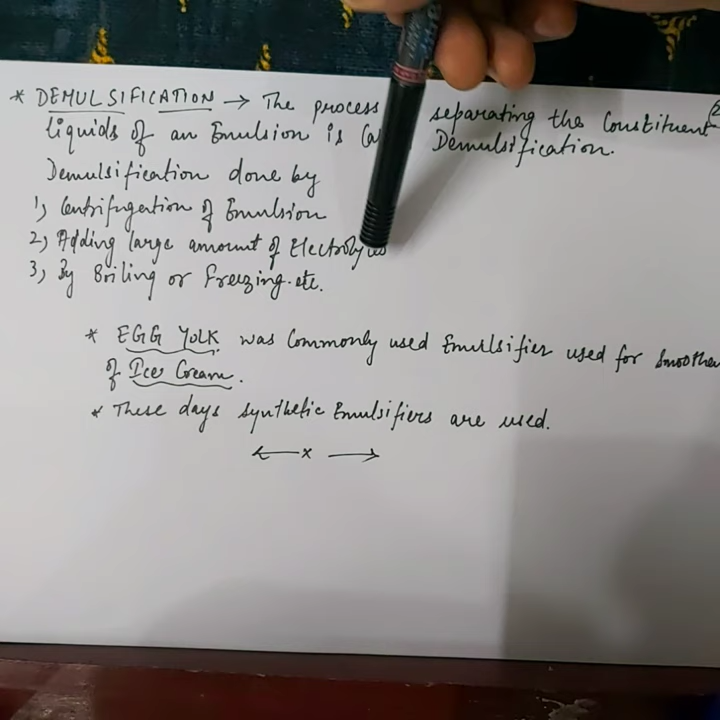 * DEMULSIFICATION → The process separating the Constituent
liquids of an Emulsion is Demulsification.
Demulsification done by
1) Centrifugation of Emulsion
2) Adding large amount of
3) By Boiling or Freezing. etc.
* EGG YOLK was Commonly used Emulsifier used for
of Ice Cream.
* These days Synthetic Emulsifiers are used.
← x →